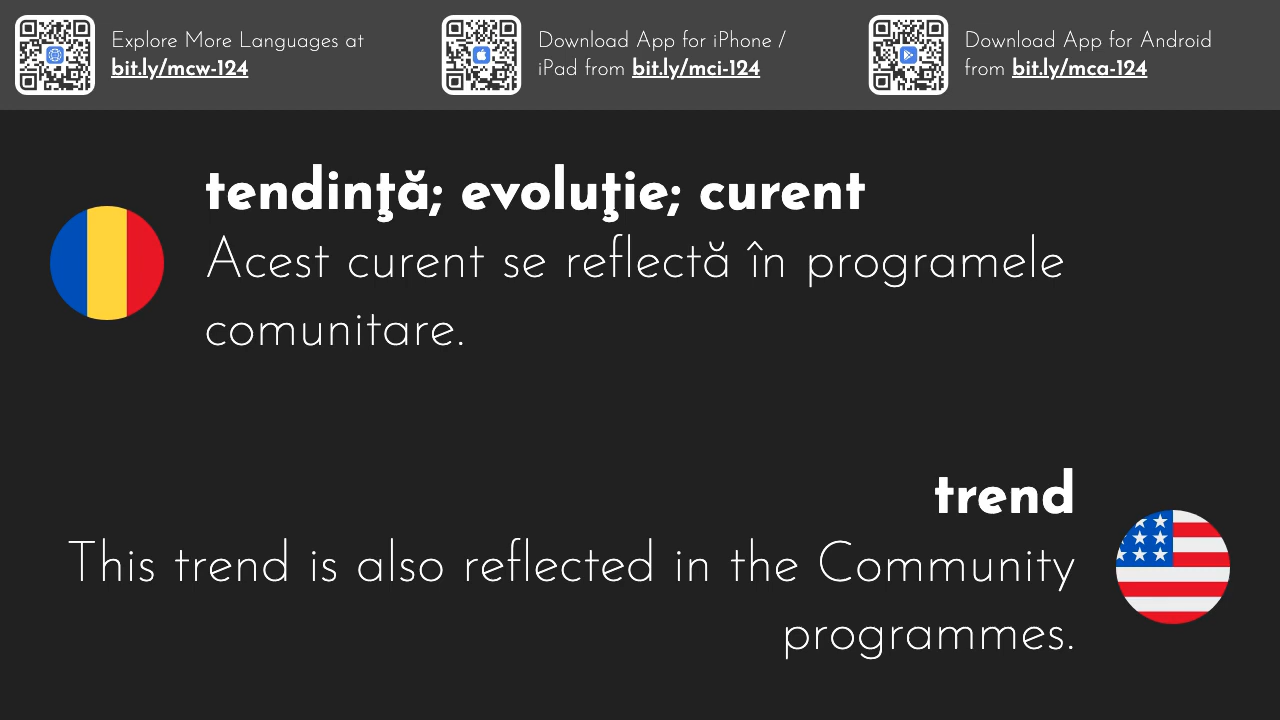 Explore More Languages at
bit.ly/mcw-124
Download App for iPhone /
iPad from bit.ly/mci-124
Download App for Android
from bit.ly/mca-124
tendinţă; evoluţie; curent
Acest curent se reflectă în programele
comunitare.
trend
This trend is also reflected in the Community
programmes.